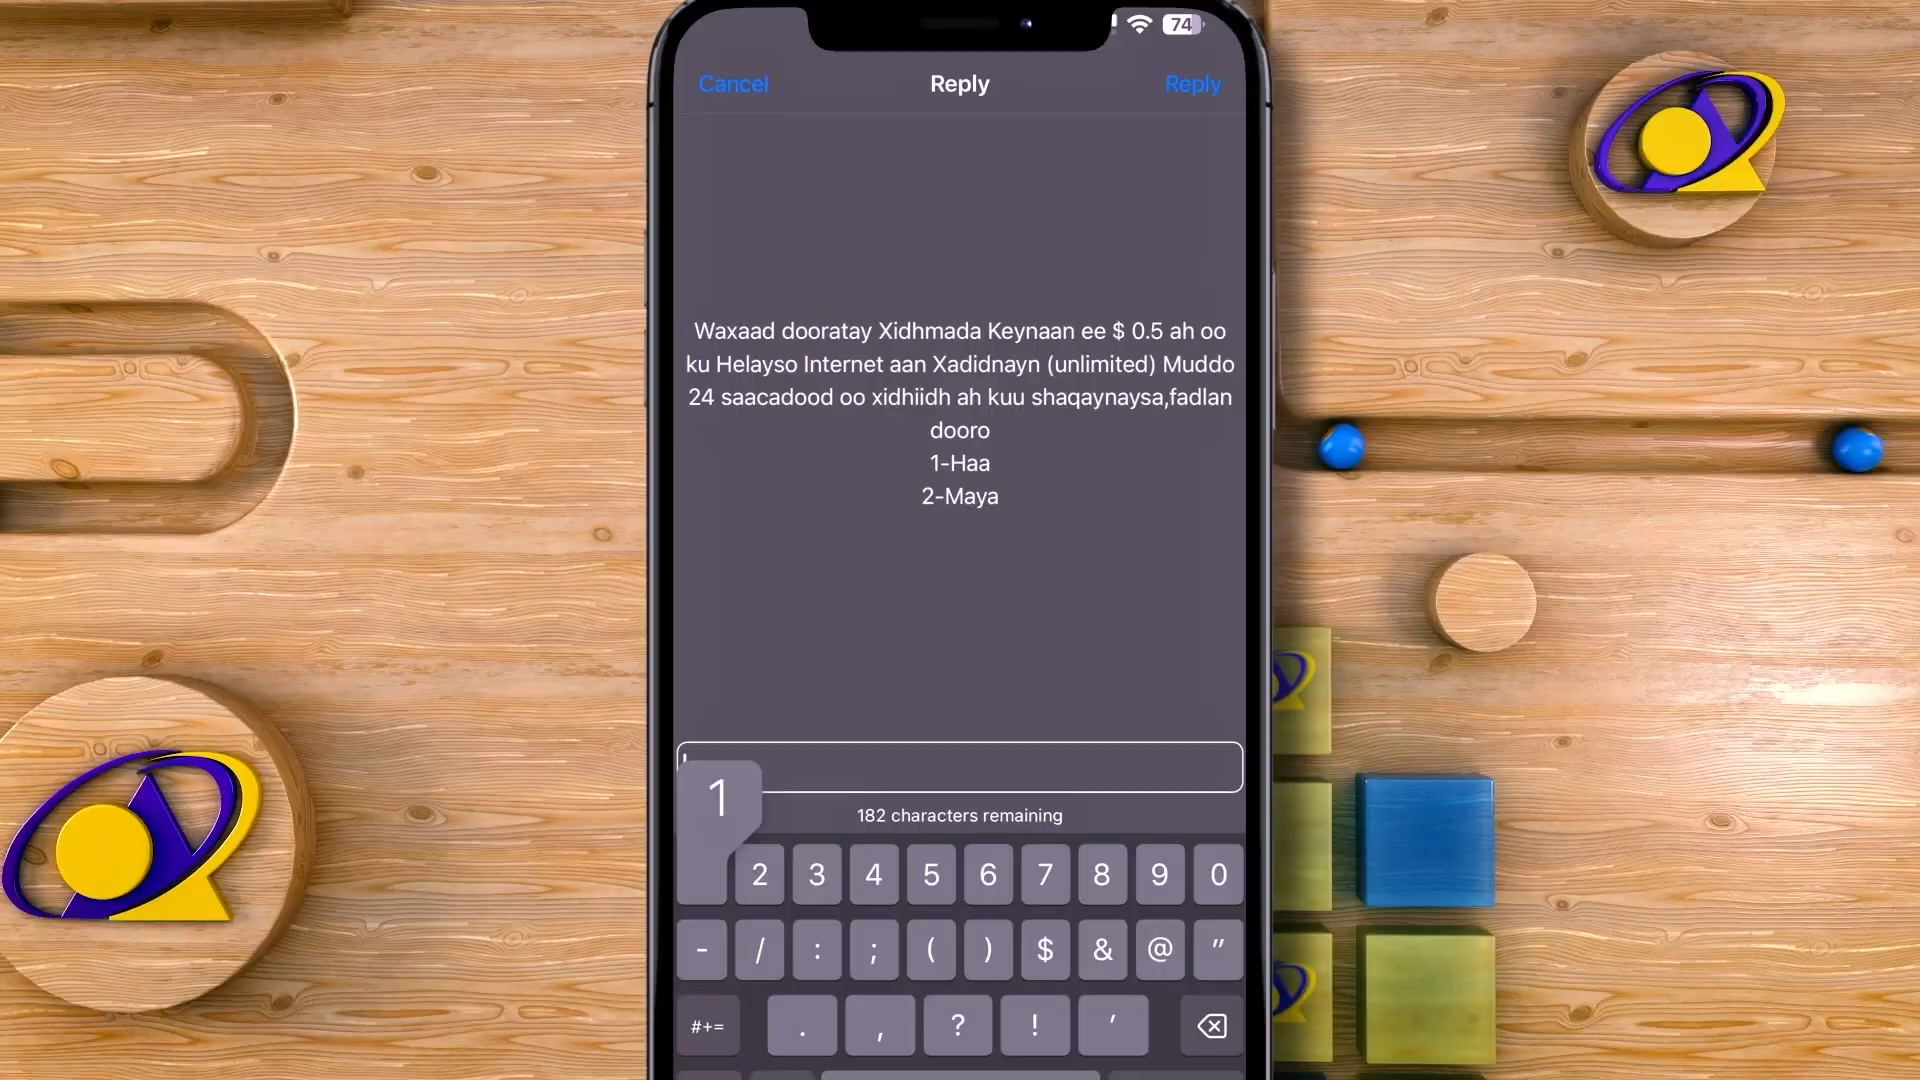 74
Cancel
Reply
Reply
Waxaad dooratay Xidhmada Keynaan ee $ 0.5 ah oo
ku Helayso Internet aan Xadidnayn (unlimited) Muddo
24 saacadood oo xidhiidh ah kuu shaqaynaysa,fadlan
dooro
1-Haa
2-Maya
1
182 characters remaining
2 3 4 5 6 7 8 9 0
- / : ; ( ) $ & @ "
#+= . , ? ! '